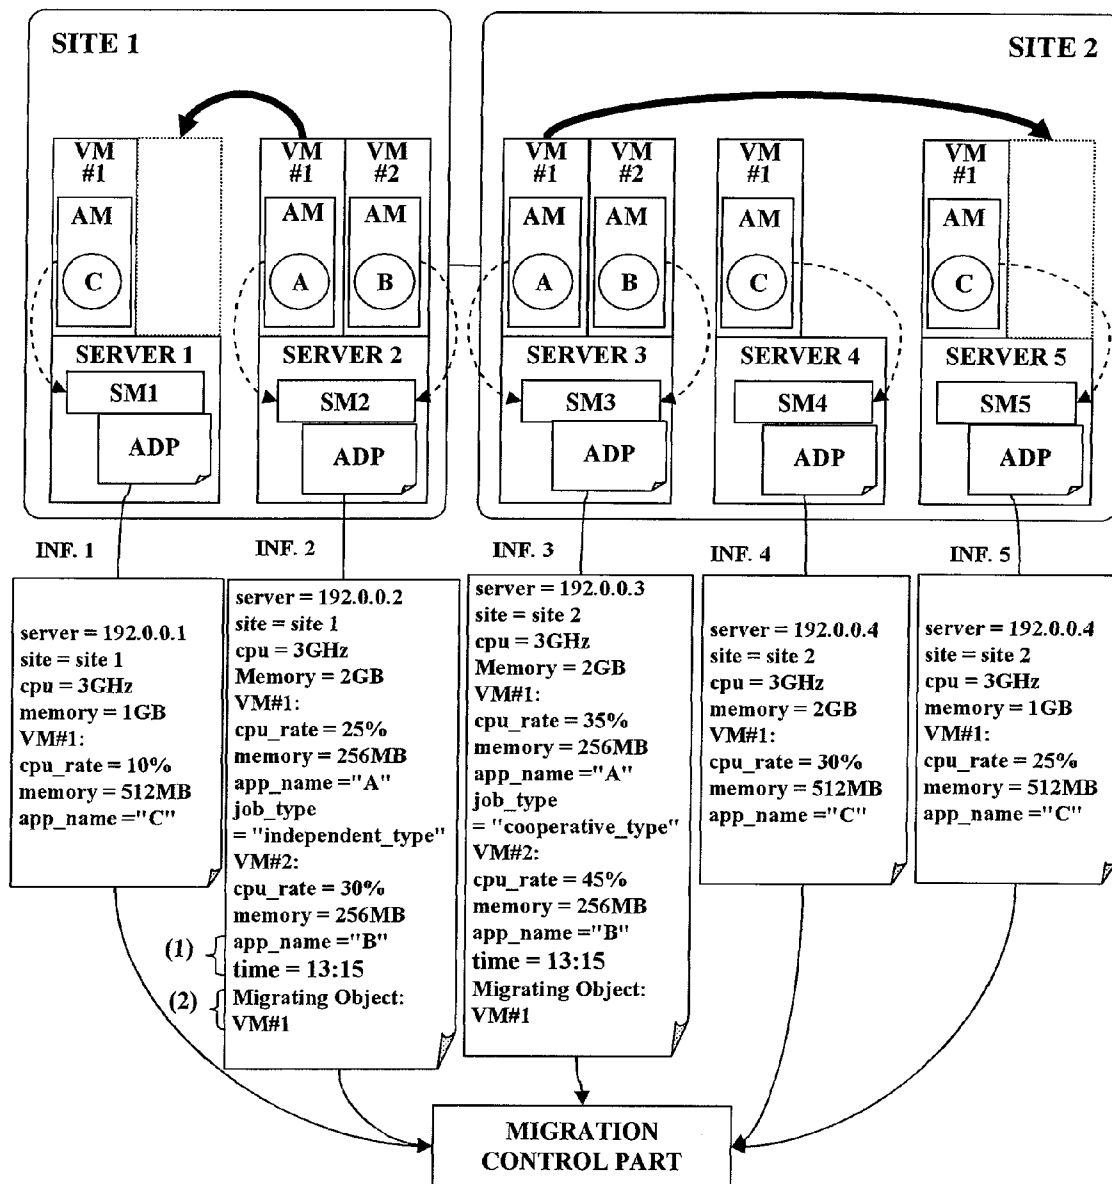 SITE 1
SITE 2
VM
#1
AM
C
SERVER 1
SM1
ADP
VM
#1
AM
A
VM
#2
AM
B
SERVER 2
SM2
ADP
VM
#1
AM
A
VM
#2
AM
B
SERVER 3
SM3
ADP
VM
#1
AM
C
SERVER 4
SM4
ADP
VM
#1
AM
C
SERVER 5
SM5
ADP
INF. 1
server = 192.0.0.1
site = site 1
cpu = 3GHz
memory = 1GB
VM#1:
cpu_rate = 10%
memory = 512MB
app_name ="C"
INF. 2
server = 192.0.0.2
site = site 1
cpu = 3GHz
Memory = 2GB
VM#1:
cpu_rate = 25%
memory = 256MB
app_name ="A"
job_type
= "independent_type"
VM#2:
cpu_rate = 30%
memory = 256MB
(1)
app_name ="B"
time = 13:15
(2)
Migrating Object:
VM#1
INF. 3
server = 192.0.0.3
site = site 2
cpu = 3GHz
Memory = 2GB
VM#1:
cpu_rate = 35%
memory = 256MB
app_name ="A"
job_type
= "cooperative_type"
VM#2:
cpu_rate = 45%
memory = 256MB
app_name ="B"
time = 13:15
Migrating Object:
VM#1
INF. 4
server = 192.0.0.4
site = site 2
cpu = 3GHz
memory = 2GB
VM#1:
cpu_rate = 30%
memory = 512MB
app_name ="C"
INF. 5
server = 192.0.0.4
site = site 2
cpu = 3GHz
memory = 1GB
VM#1:
cpu_rate = 25%
memory = 512MB
app_name ="C"
MIGRATION
CONTROL PART